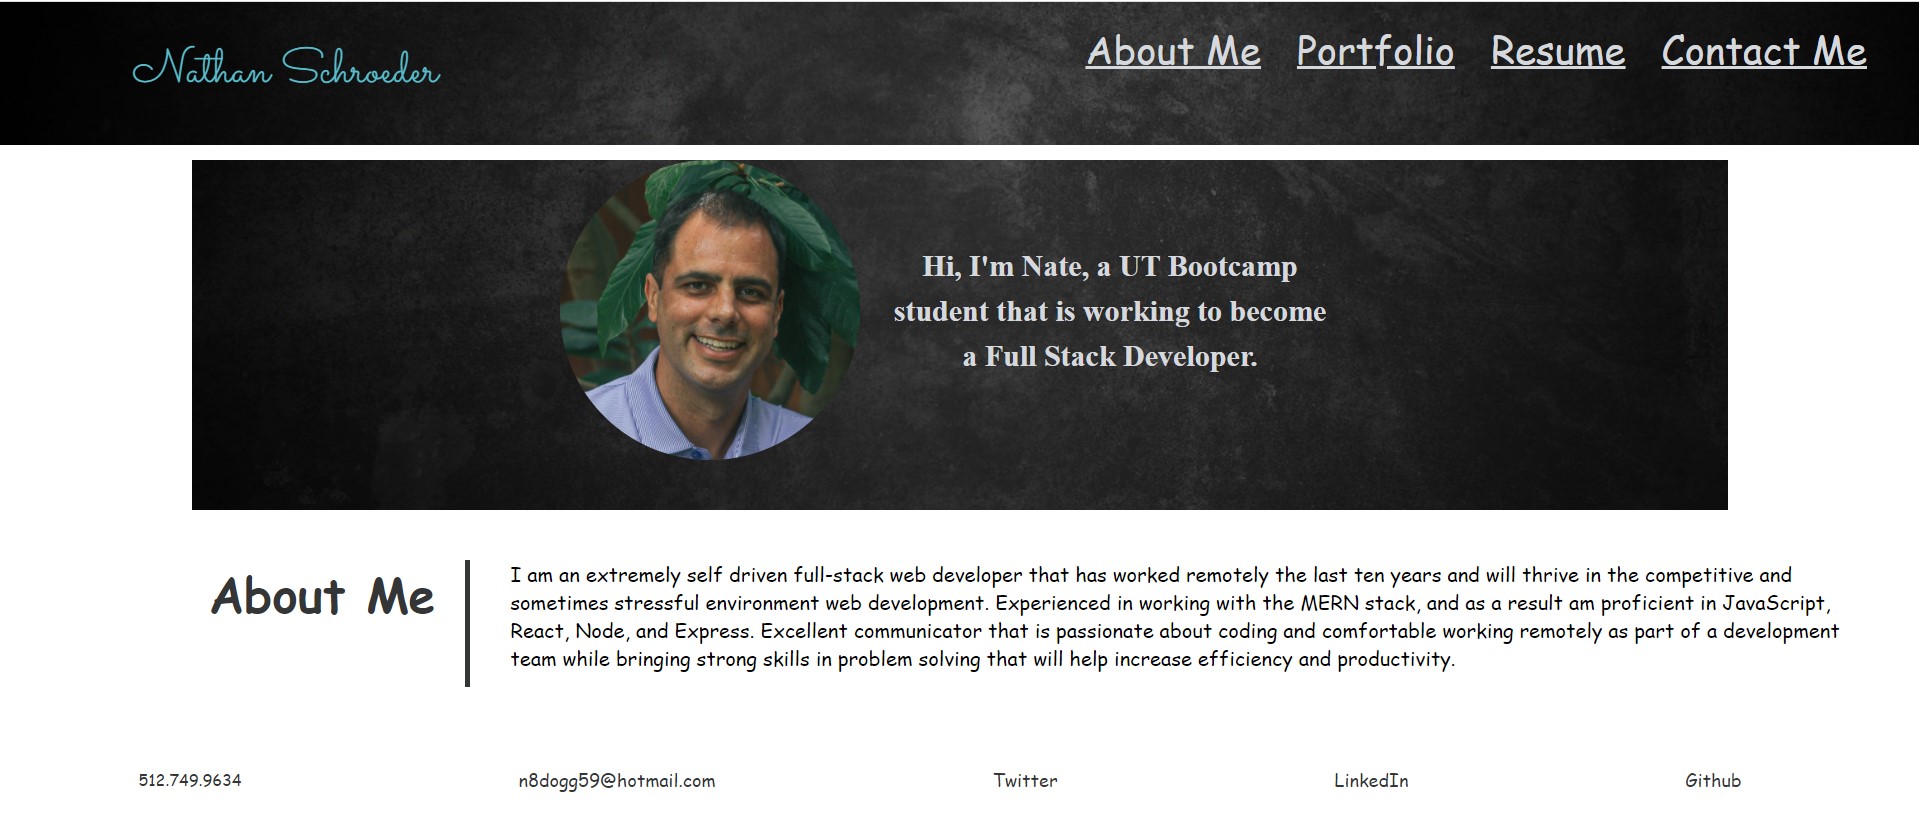 Nathan Schroeder
About Me Portfolio Resume Contact Me
Hi, I'm Nate, a UT Bootcamp
student that is working to become
a Full Stack Developer.
About Me
I am an extremely self driven full-stack web developer that has worked remotely the last ten years and will thrive in the competitive and
sometimes stressful environment web development. Experienced in working with the MERN stack, and as a result am proficient in JavaScript,
React, Node, and Express. Excellent communicator that is passionate about coding and comfortable working remotely as part of a development
team while bringing strong skills in problem solving that will help increase efficiency and productivity.
512.749.9634 n8dogg59@hotmail.com Twitter LinkedIn Github